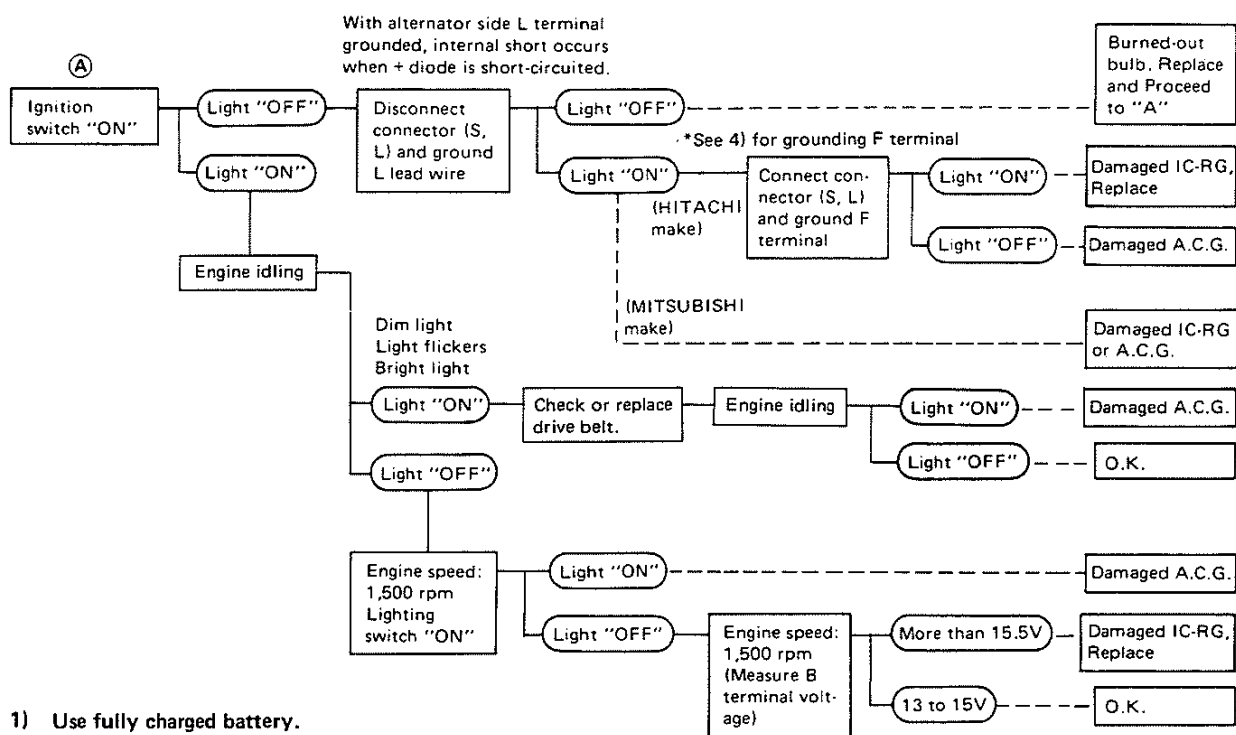 With alternator side L terminal
grounded, internal short occurs
when + diode is short-circuited.
Ⓐ
Ignition
switch "ON"
Light "OFF"
Disconnect
connector (S,
L) and ground
L lead wire
Light "OFF"
Burned-out
bulb. Replace
and Proceed
to "A"
*See 4) for grounding F terminal
Light "ON"
Light "ON"
(HITACHI
make)
Connect con-
nector (S, L)
and ground F
terminal
Light "ON"
Damaged IC-RG,
Replace
Light "OFF"
Damaged A.C.G.
Engine idling
(MITSUBISHI
make)
Damaged IC-RG
or A.C.G.
Dim light
Light flickers
Bright light
Light "ON"
Check or replace
drive belt.
Engine idling
Light "ON"
Damaged A.C.G.
Light "OFF"
O.K.
Light "OFF"
Engine speed:
1,500 rpm
Lighting
switch "ON"
Light "ON"
Damaged A.C.G.
Light "OFF"
Engine speed:
1,500 rpm
(Measure B
terminal volt-
age)
More than 15.5V
Damaged IC-RG,
Replace
13 to 15V
O.K.
1) Use fully charged battery.